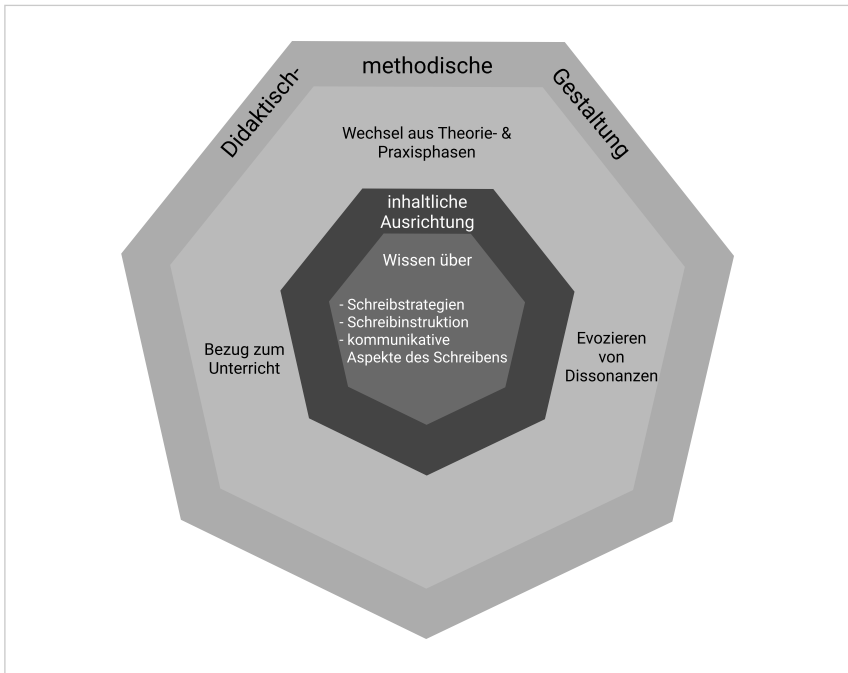 Didaktisch- methodische Gestaltung
Wechsel aus Theorie- &
Praxisphasen
inhaltliche
Ausrichtung
Wissen über
- Schreibstrategien
- Schreibinstruktion
- kommunikative
Aspekte des Schreibens
Bezug zum
Unterricht
Evozieren
von
Dissonanzen